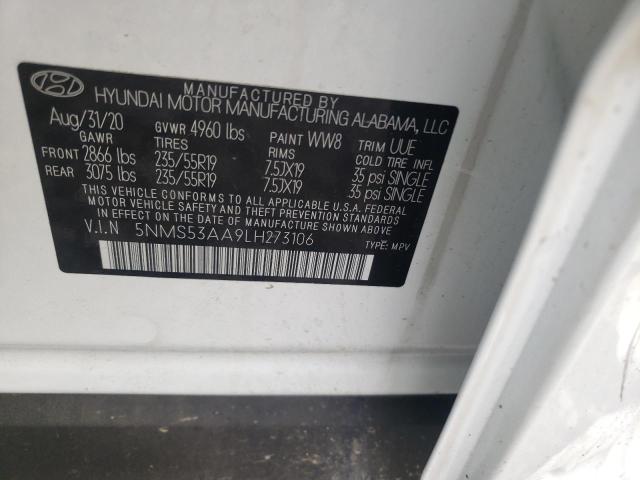 MANUFACTURED BY
HYUNDAI MOTOR MANUFACTURING ALABAMA, LLC
Aug/31/20 GVWR 4960 lbs PAINT WW8 TRIM UUE
GAWR TIRES RIMS COLD TIRE INFL
FRONT 2866 lbs 235/55R19 7.5JX19 35 psi SINGLE
REAR 3075 lbs 235/55R19 7.5JX19 35 psi SINGLE
THIS VEHICLE CONFORMS TO ALL APPLICABLE U.S.A. FEDERAL
MOTOR VEHICLE SAFETY AND THEFT PREVENTION STANDARDS
IN EFFECT ON THE DATE OF MANUFACTURE SHOWN ABOVE.
V.I.N 5NMS53AA9LH273106
TYPE: MPV